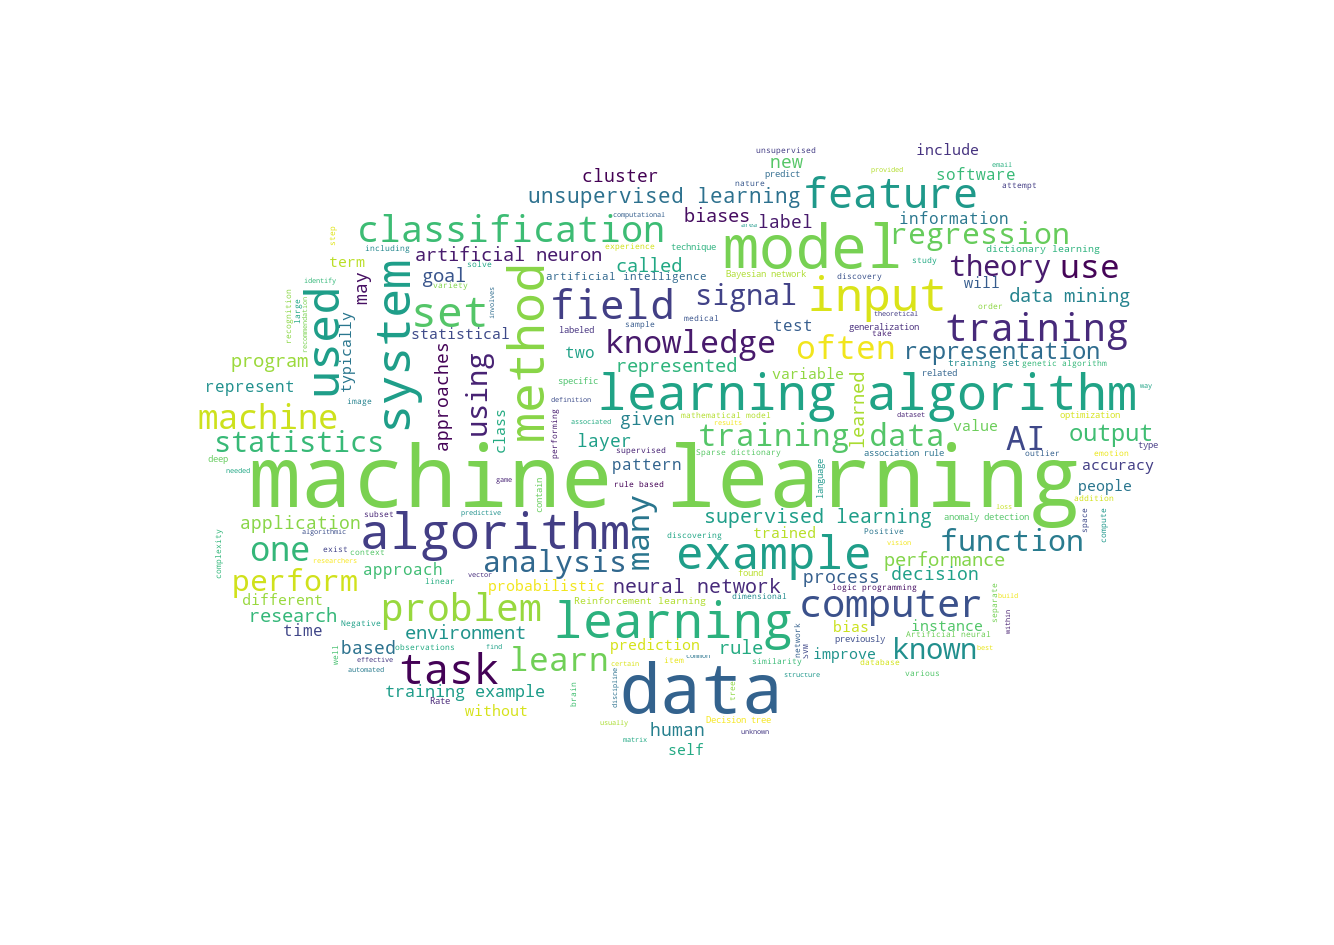 unsupervised
include
new
email
cluster
predict
provided
software
nature
attempt
unsupervised learning
feature
computational
biases
label
information
classification
model
regression
step
including
experience
technique
dictionary learning
artificial neuron
called
study
term
solve
theory
use
goal
artificial intelligence
Bayesian network
discovery
will
identify
variety
may
system
method
involves
signal
input
data mining
used
set
field
order
recognition
large
recommendation
medical
theoretical
typically
statistical
labeled
sample
test
generalization
take
training
knowledge
often
representation
program
approaches
using
two
represented
variable
related
training set
genetic algorithm
represent
specific
learning algorithm
way
image
definition
learned
machine
class
performing
associated
given
mathematical model
results
dataset
value
optimization
statistics
layer
training data
AI
output
type
deep
needed
supervised
Sparse dictionary
association rule
outlier
emotion
pattern
language
accuracy
machine learning
game
contain
rule based
people
addition
subset
predictive
many
supervised learning
anomaly detection
loss
space
compute
application
algorithmic
algorithm
discovering
trained
Positive
function
complexity
one
exist
context
researchers
analysis
example
vision
performance
approach
found
process
decision
perform
linear
vector
probabilistic
neural network
logic programming
different
Reinforcement learning
dimensional
separate
research
problem
computer
within
time
Negative
environment
learning
bias
instance
based
network
SVM
previously
Artificial neural
well
observations
find
prediction
rule
improve
known
best
effective
task
learn
common
similarity
database
automated
certain
item
structure
various
training example
brain
discipline
data
tree
Rate
without
usually
human
Decision tree
unknown
matrix
self